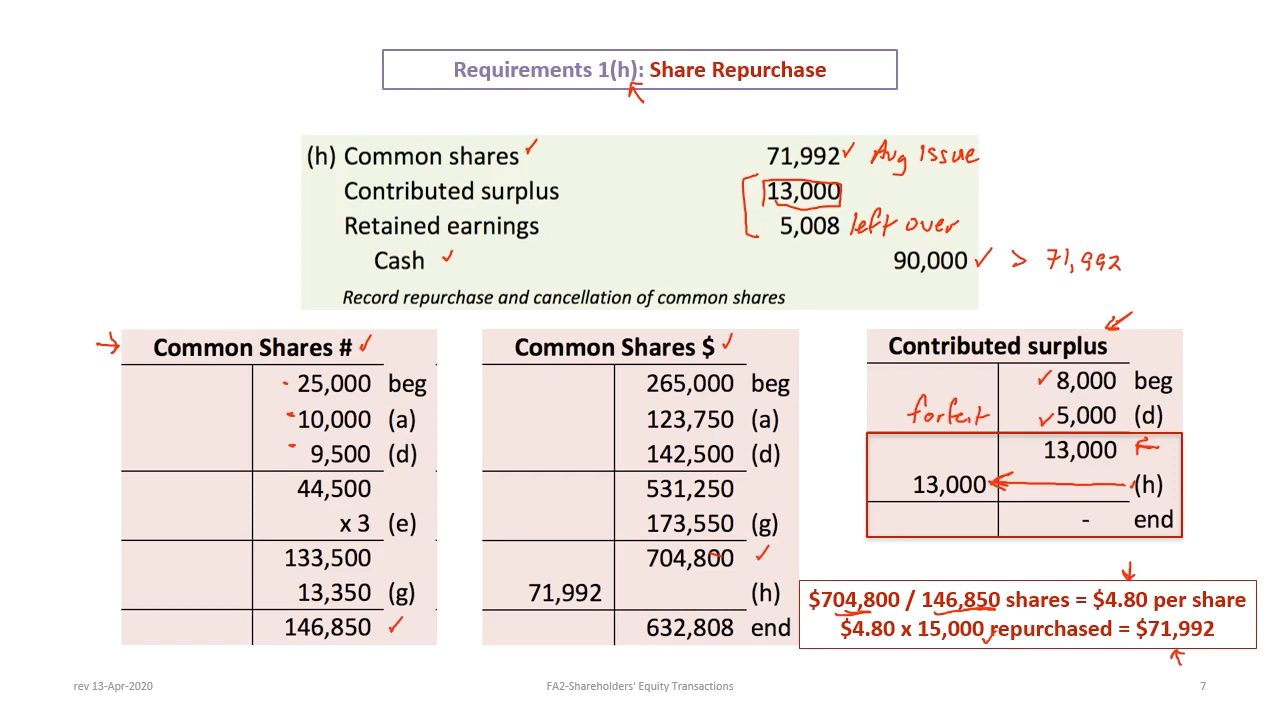 Requirements 1(h): Share Repurchase
(h) Common shares ✓ 71,992 ✓ Avg Issue
Contributed surplus 13,000
Retained earnings 5,008 left over
Cash ✓ 90,000 ✓ > 71,992
Record repurchase and cancellation of common shares
Common Shares # ✓
25,000 beg
10,000 (a)
9,500 (d)
44,500
x 3 (e)
133,500
13,350 (g)
146,850 ✓
Common Shares $ ✓
265,000 beg
123,750 (a)
142,500 (d)
531,250
173,550 (g)
704,800 ✓
71,992 (h)
632,808 end
Contributed surplus
✓ 8,000 beg
forfeit ✓ 5,000 (d)
13,000
13,000 (h)
- end
$704,800 / 146,850 shares = $4.80 per share
$4.80 x 15,000 repurchased = $71,992
rev 13-Apr-2020 FA2-Shareholders' Equity Transactions 7